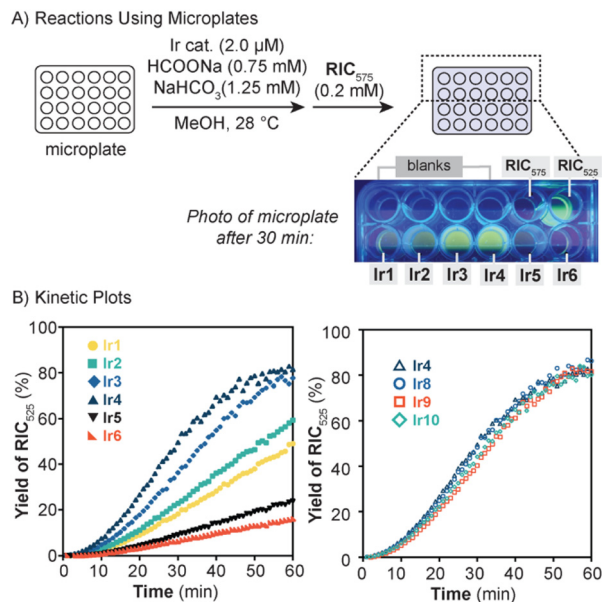 A) Reactions Using Microplates
Ir cat. (2.0 μM)
HCOONa (0.75 mM)
NaHCO3(1.25 mM)
MeOH, 28 °C
RIC575
(0.2 mM)
microplate
blanks
RIC575
RIC525
Photo of microplate
after 30 min:
Ir1 Ir2 Ir3 Ir4 Ir5 Ir6
B) Kinetic Plots
Yield of RIC525 (%)
100
80
60
40
20
0
Ir1
Ir2
Ir3
Ir4
Ir5
Ir6
0 10 20 30 40 50 60
Time (min)
Yield of RIC525 (%)
100
80
60
40
20
0
Ir4
Ir8
Ir9
Ir10
0 10 20 30 40 50 60
Time (min)